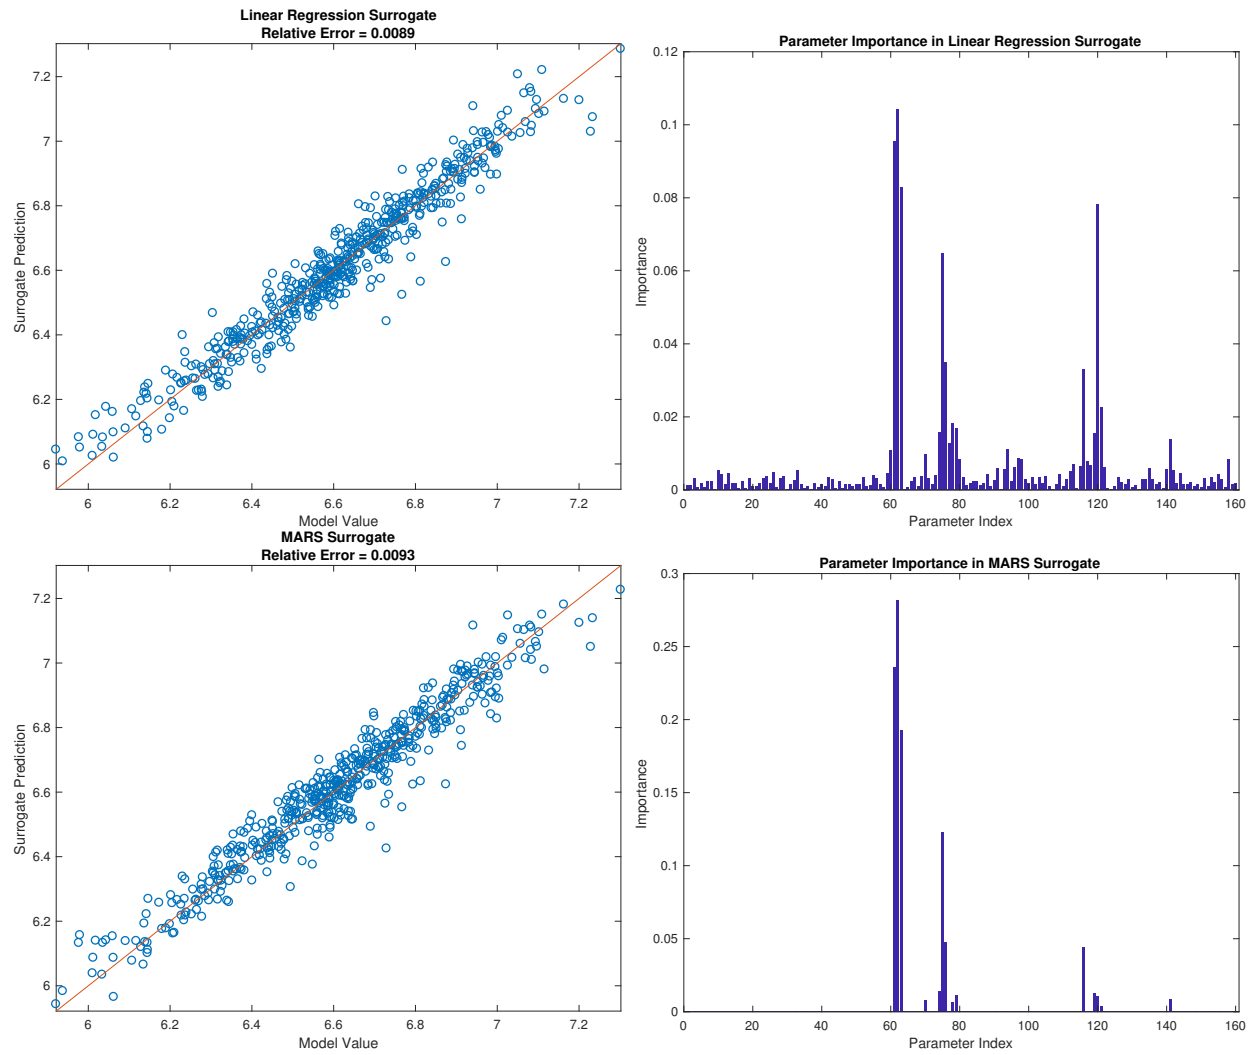 Linear Regression Surrogate
Relative Error = 0.0089
Surrogate Prediction
7.2
7
6.8
6.6
6.4
6.2
6
6 6.2 6.4 6.6 6.8 7 7.2
Model Value
Parameter Importance in Linear Regression Surrogate
Importance
0.12
0.1
0.08
0.06
0.04
0.02
0
0 20 40 60 80 100 120 140 160
Parameter Index
MARS Surrogate
Relative Error = 0.0093
Surrogate Prediction
7.2
7
6.8
6.6
6.4
6.2
6
6 6.2 6.4 6.6 6.8 7 7.2
Model Value
Parameter Importance in MARS Surrogate
Importance
0.3
0.25
0.2
0.15
0.1
0.05
0
0 20 40 60 80 100 120 140 160
Parameter Index